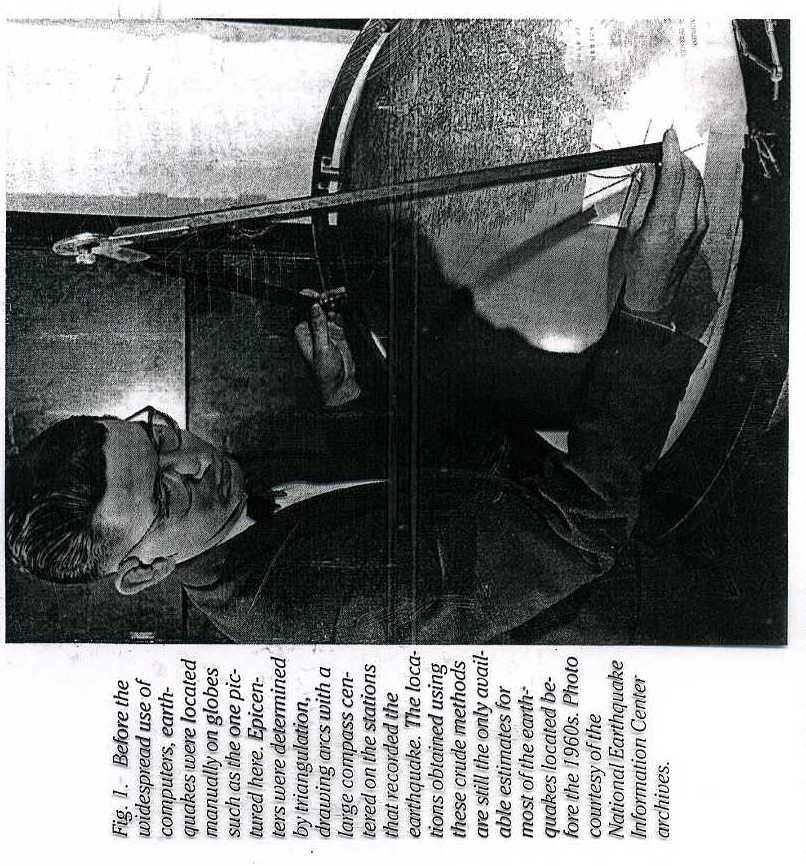 Fig. 1.  Before the
widespread use of
computers, earth-
quakes were located
manually on globes
such as the one pic-
tured here. Epicen-
ters were determined
by triangulation,
drawing arcs with a
large compass cen-
tered on the stations
that recorded the
earthquake. The loca-
tions obtained using
these crude methods
are still the only avail-
able estimates for
most of the earth-
quakes located be-
fore the 1960s. Photo
courtesy of the
National Earthquake
Information Center
archives.